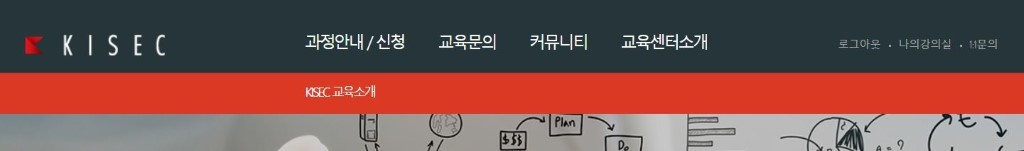 KISEC
과정안내 / 신청 교육문의 커뮤니티 교육센터소개
로그아웃 · 나의강의실 · 1:1문의
KISEC 교육소개
Plan
$$$
Do